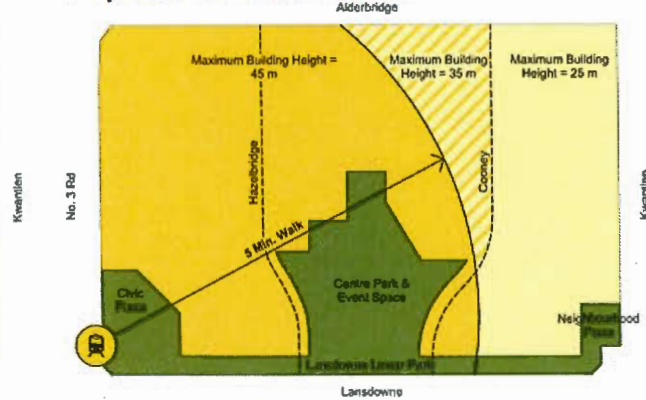 Alderbridge
Maximum Building Height =
45 m
Maximum Building
Height = 35 m
Maximum Building
Height = 25 m
Kwantlen
No. 3 Rd
Hazelbridge
Cooney
Kwantlen
5 Min. Walk
Civic
Plaza
Centre Park &
Event Space
Neighbourhood
Plaza
Lansdowne Linear Park
Lansdowne